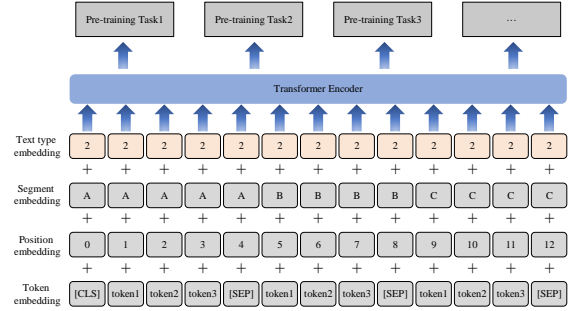 Pre-training Task1 Pre-training Task2 Pre-training Task3 ...
Transformer Encoder
Text type embedding 2 2 2 2 2 2 2 2 2 2 2 2 2
+ + + + + + + + + + + + +
Segment embedding A A A A A B B B B C C C C
+ + + + + + + + + + + + +
Position embedding 0 1 2 3 4 5 6 7 8 9 10 11 12
+ + + + + + + + + + + + +
Token embedding [CLS] token1 token2 token3 [SEP] token1 token2 token3 [SEP] token1 token2 token3 [SEP]